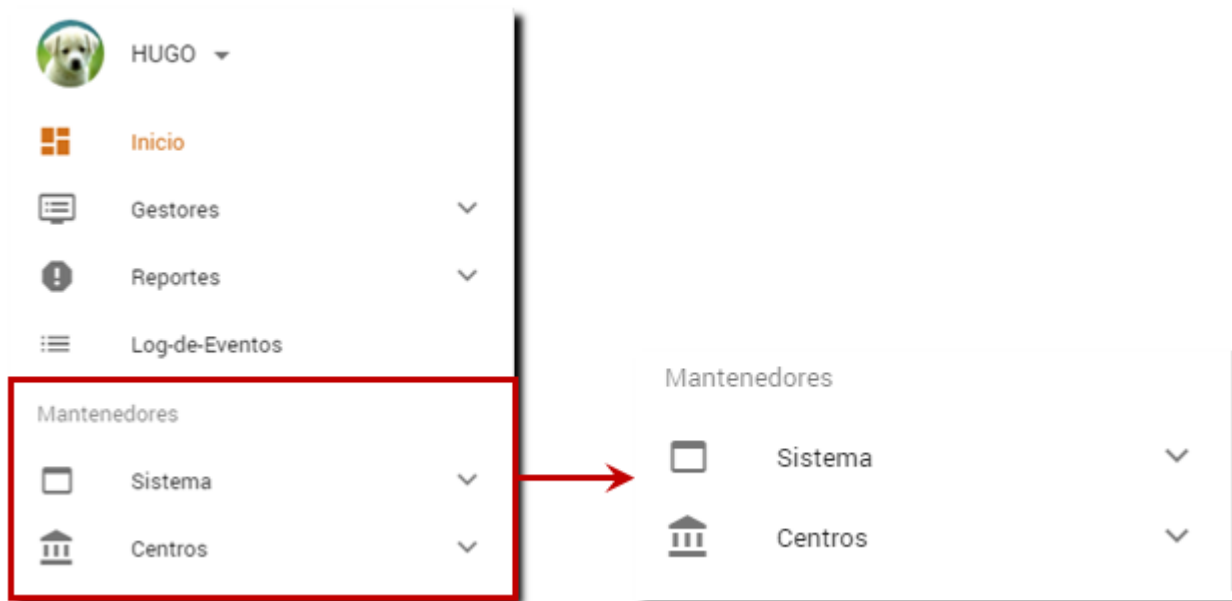 HUGO
Inicio
Gestores
Reportes
Log-de-Eventos
Mantenedores
Sistema
Centros
Mantenedores
Sistema
Centros